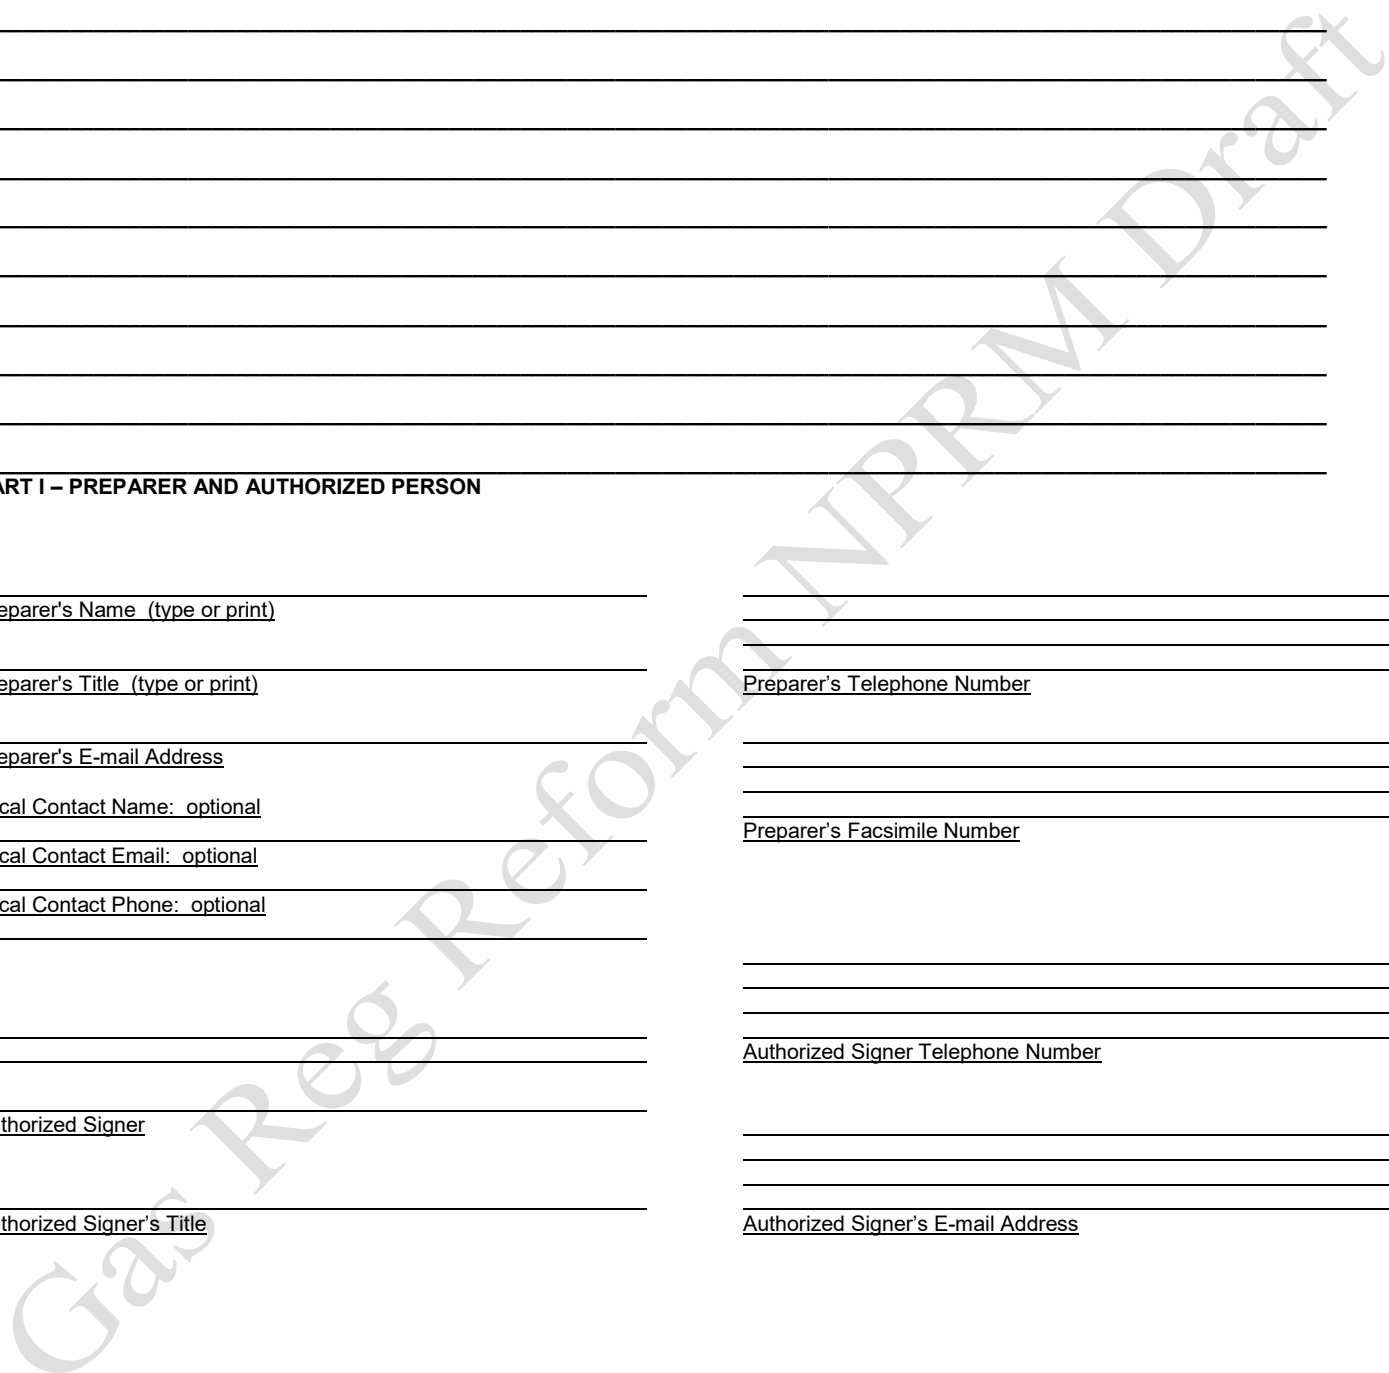 ART I – PREPARER AND AUTHORIZED PERSON
eparer's Name (type or print)
eparer's Title (type or print)
Preparer’s Telephone Number
eparer's E-mail Address
cal Contact Name: optional
Preparer’s Facsimile Number
cal Contact Email: optional
cal Contact Phone: optional
Authorized Signer Telephone Number
thorized Signer
thorized Signer’s Title
Authorized Signer’s E-mail Address
Gas Reg Reform NPRM Draft